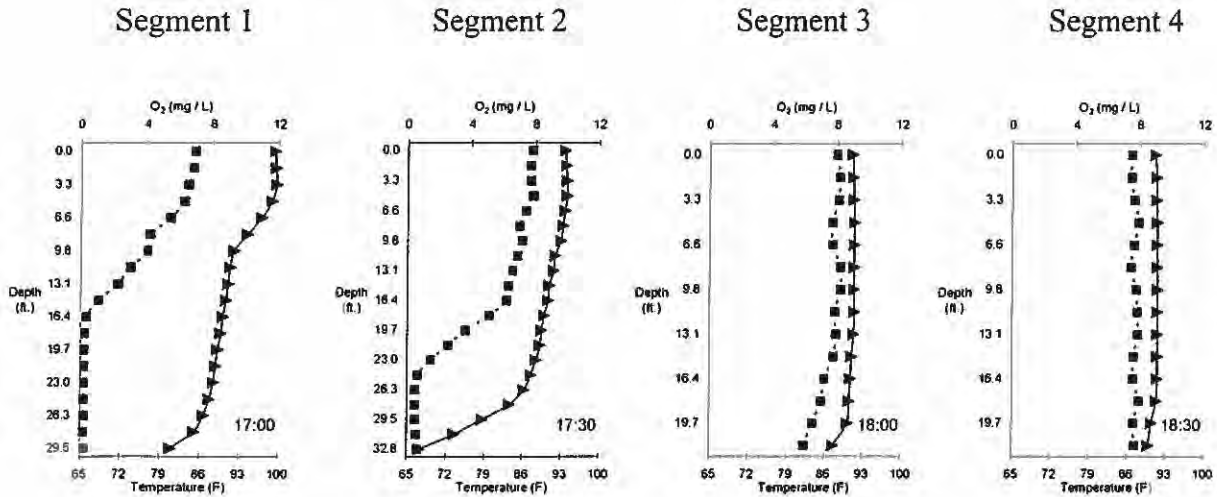 Segment 1
O2 (mg / L)
0 4 8 12
0.0
3.3
6.6
9.8
13.1
Depth
(ft.)
16.4
19.7
23.0
26.3
29.5
17:00
65 72 79 86 93 100
Temperature (F)
Segment 2
O2 (mg / L)
0 4 8 12
0.0
3.3
6.6
9.8
13.1
Depth
(ft.)
16.4
19.7
23.0
26.3
29.5
32.8
17:30
65 72 79 86 93 100
Temperature (F)
Segment 3
O2 (mg / L)
0 4 8 12
0.0
3.3
6.6
Depth
(ft.)
9.8
13.1
16.4
19.7
18:00
65 72 79 86 93 100
Temperature (F)
Segment 4
O2 (mg / L)
0 4 8 12
0.0
3.3
6.6
Depth
(ft.)
9.8
13.1
16.4
19.7
18:30
65 72 79 86 93 100
Temperature (F)